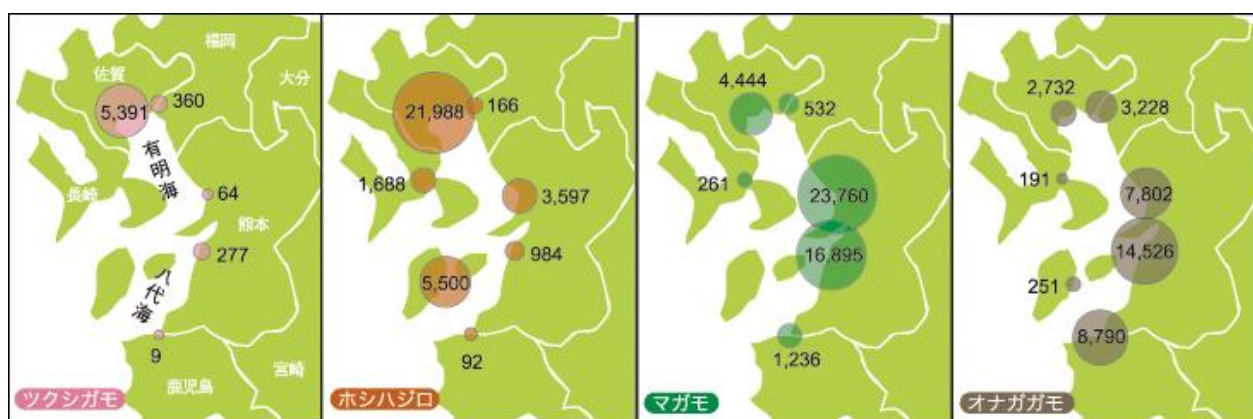 福岡
佐賀
大分
5,391
360
有明海
長崎
64
熊本
277
八代海
9
宮崎
鹿児島
ツクシガモ
21,988
166
1,688
3,597
984
5,500
92
ホシハジロ
4,444
532
261
23,760
16,895
1,236
マガモ
2,732
3,228
191
7,802
14,526
251
8,790
オナガガモ